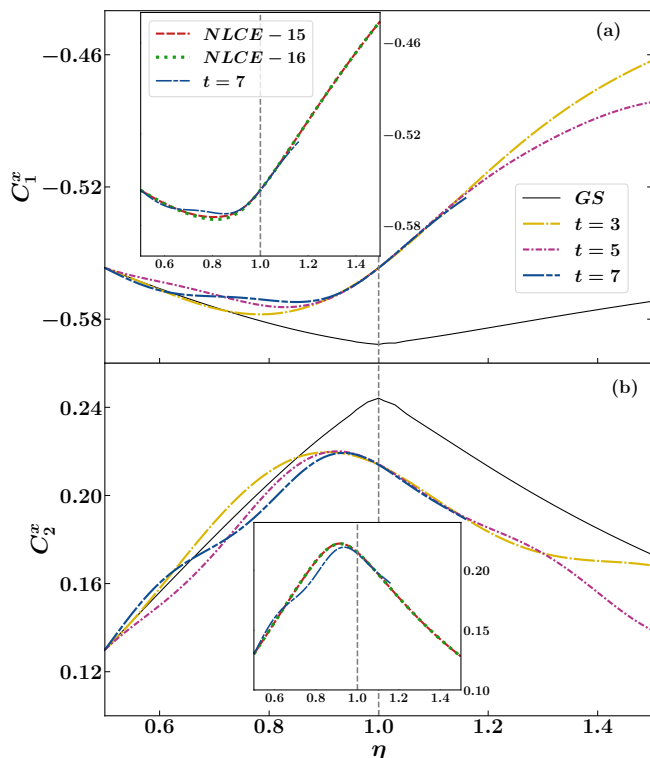 (a)
−0.46
−0.52
−0.58
C₁ˣ
NLCE − 15
NLCE − 16
t = 7
−0.46
−0.52
−0.58
0.6 0.8 1.0 1.2 1.4
GS
t = 3
t = 5
t = 7
(b)
0.24
0.20
0.16
0.12
C₂ˣ
0.20
0.15
0.10
0.6 0.8 1.0 1.2 1.4
0.6 0.8 1.0 1.2 1.4
η